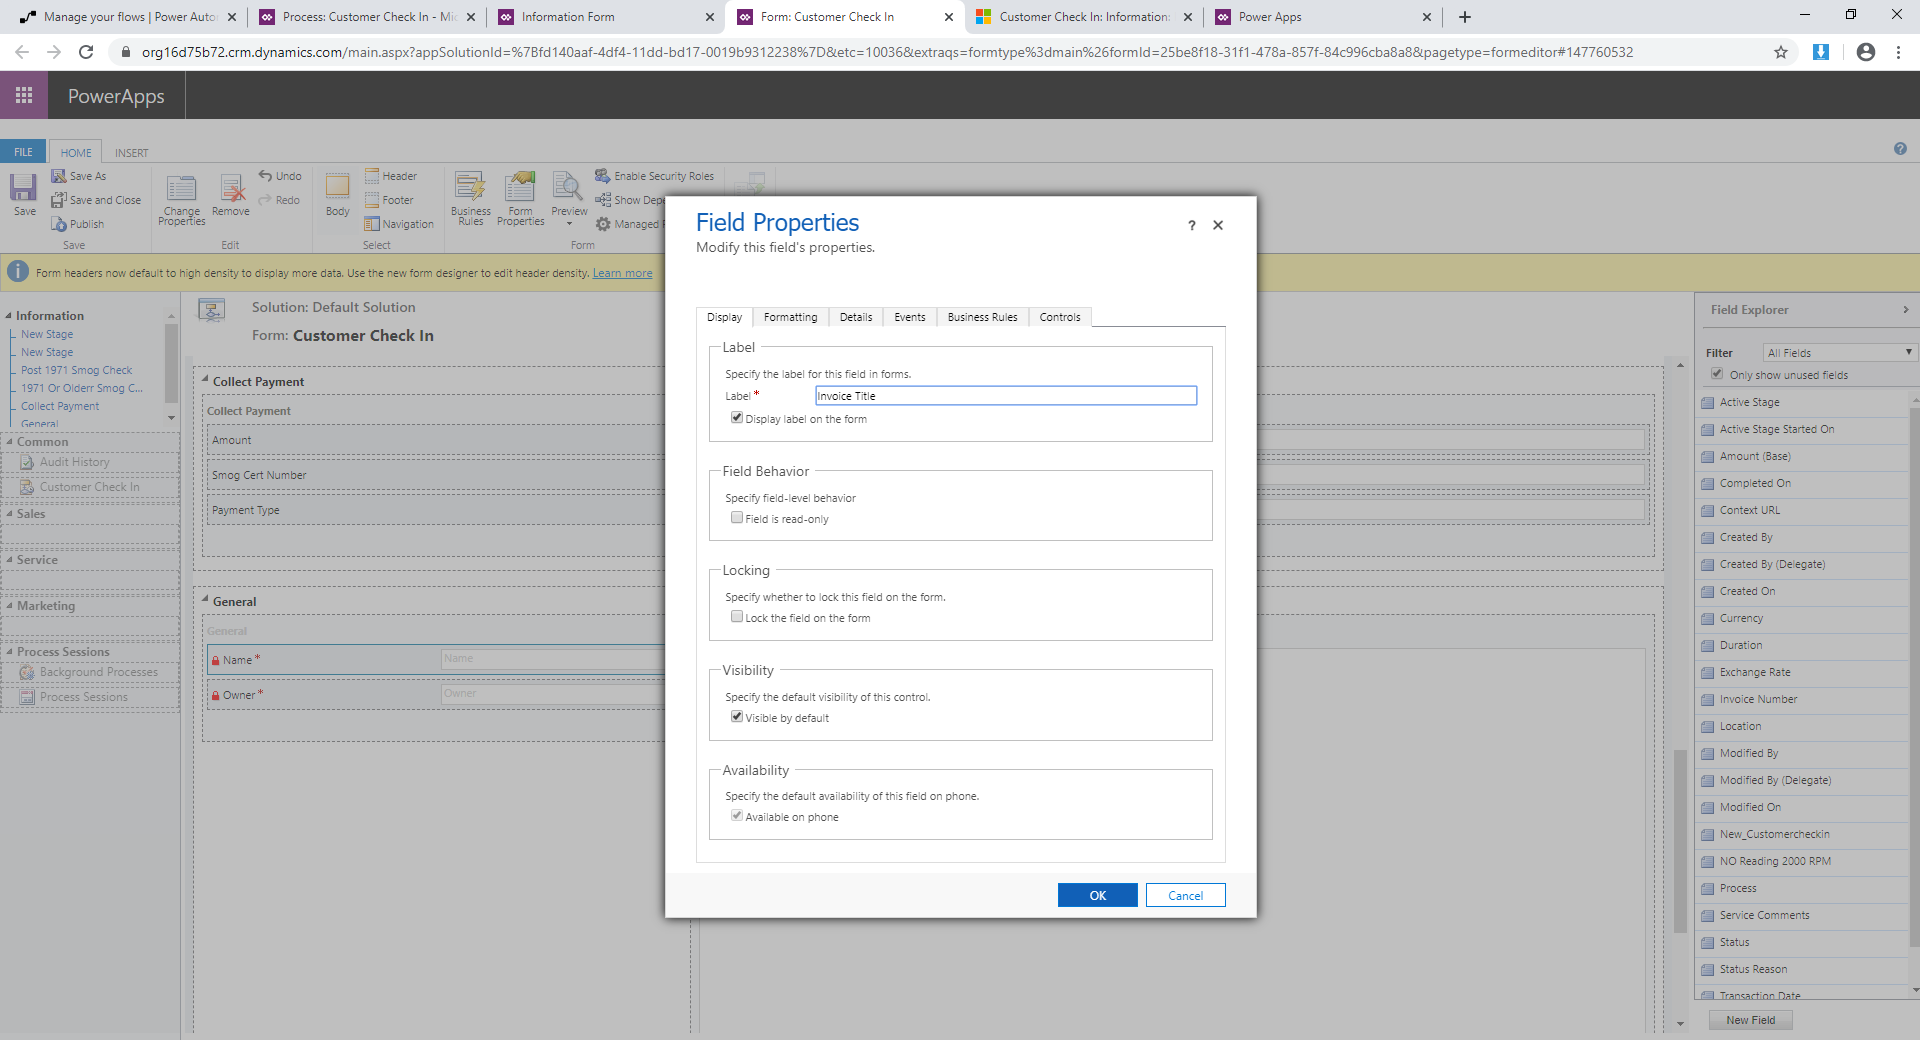 Manage your flows | Power Auto
Process: Customer Check In - Mic
Information Form
Form: Customer Check In
Customer Check In: Information:
Power Apps
org16d75b72.crm.dynamics.com/main.aspx?appSolutionId=%7Bfd140aaf-4df4-11dd-bd17-0019b9312238%7D&etc=10036&extraqs=formtype%3dmain%26formId=25be8f18-31f1-478a-857f-84c996cba8a8&pagetype=formeditor#147760532
PowerApps
FILE
HOME
INSERT
Save
Save As
Save and Close
Publish
Save
Change Properties
Remove
Undo
Redo
Edit
Body
Header
Footer
Navigation
Select
Business Rules
Form Properties
Preview
Enable Security Roles
Show Depe
Managed P
Form
Form headers now default to high density to display more data. Use the new form designer to edit header density. Learn more
Information
New Stage
New Stage
Post 1971 Smog Check
1971 Or Olderr Smog C...
Collect Payment
General
Common
Audit History
Customer Check In
Sales
Service
Marketing
Process Sessions
Background Processes
Process Sessions
Solution: Default Solution
Form: Customer Check In
Collect Payment
Collect Payment
Amount
Smog Cert Number
Payment Type
General
General
Name *
Name
Owner *
Owner
Field Properties
?
Modify this field's properties.
Display
Formatting
Details
Events
Business Rules
Controls
Label
Specify the label for this field in forms.
Label *
Invoice Title
Display label on the form
Field Behavior
Specify field-level behavior
Field is read-only
Locking
Specify whether to lock this field on the form.
Lock the field on the form
Visibility
Specify the default visibility of this control.
Visible by default
Availability
Specify the default availability of this field on phone.
Available on phone
OK
Cancel
Field Explorer
Filter
All Fields
Only show unused fields
Active Stage
Active Stage Started On
Amount (Base)
Completed On
Context URL
Created By
Created By (Delegate)
Created On
Currency
Duration
Exchange Rate
Invoice Number
Location
Modified By
Modified By (Delegate)
Modified On
New_Customercheckin
NO Reading 2000 RPM
Process
Service Comments
Status
Status Reason
Transaction Date
New Field